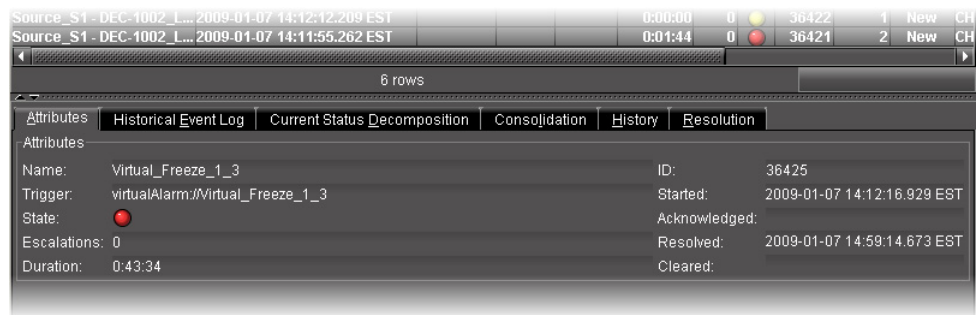 Source_S1 - DEC-1002_L... 2009-01-07 14:12:12.209 EST 0:00:00 0 36422 1 New CH
Source_S1 - DEC-1002_L... 2009-01-07 14:11:55.262 EST 0:01:44 0 36421 2 New CH
6 rows
Attributes Historical Event Log Current Status Decomposition Consolidation History Resolution
Attributes
Name: Virtual_Freeze_1_3 ID: 36425
Trigger: virtualAlarm://Virtual_Freeze_1_3 Started: 2009-01-07 14:12:16.929 EST
State: Acknowledged:
Escalations: 0 Resolved: 2009-01-07 14:59:14.673 EST
Duration: 0:43:34 Cleared: